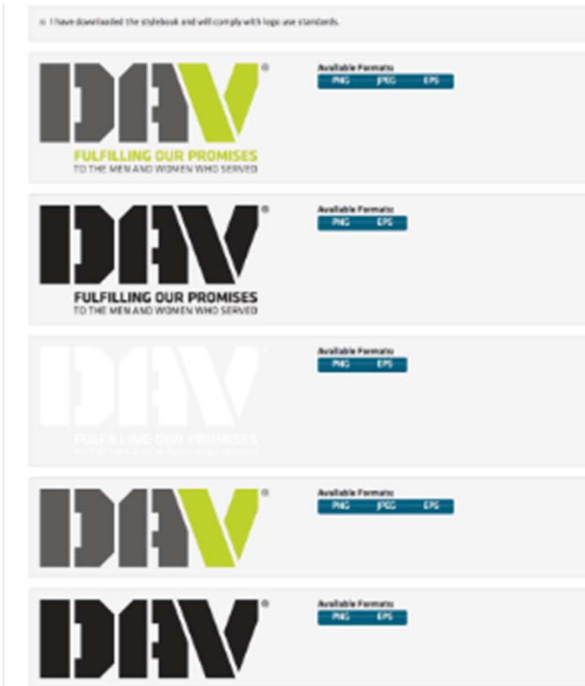 I have downloaded the stylebook and will comply with logo use standards.
DAV®
FULFILLING OUR PROMISES
TO THE MEN AND WOMEN WHO SERVED
Available Formats:
PNG JPEG EPS
DAV®
FULFILLING OUR PROMISES
TO THE MEN AND WOMEN WHO SERVED
Available Formats:
PNG EPS
DAV
FULFILLING OUR PROMISES
Available Formats:
PNG EPS
DAV®
Available Formats:
PNG JPEG EPS
DAV®
Available Formats:
PNG EPS